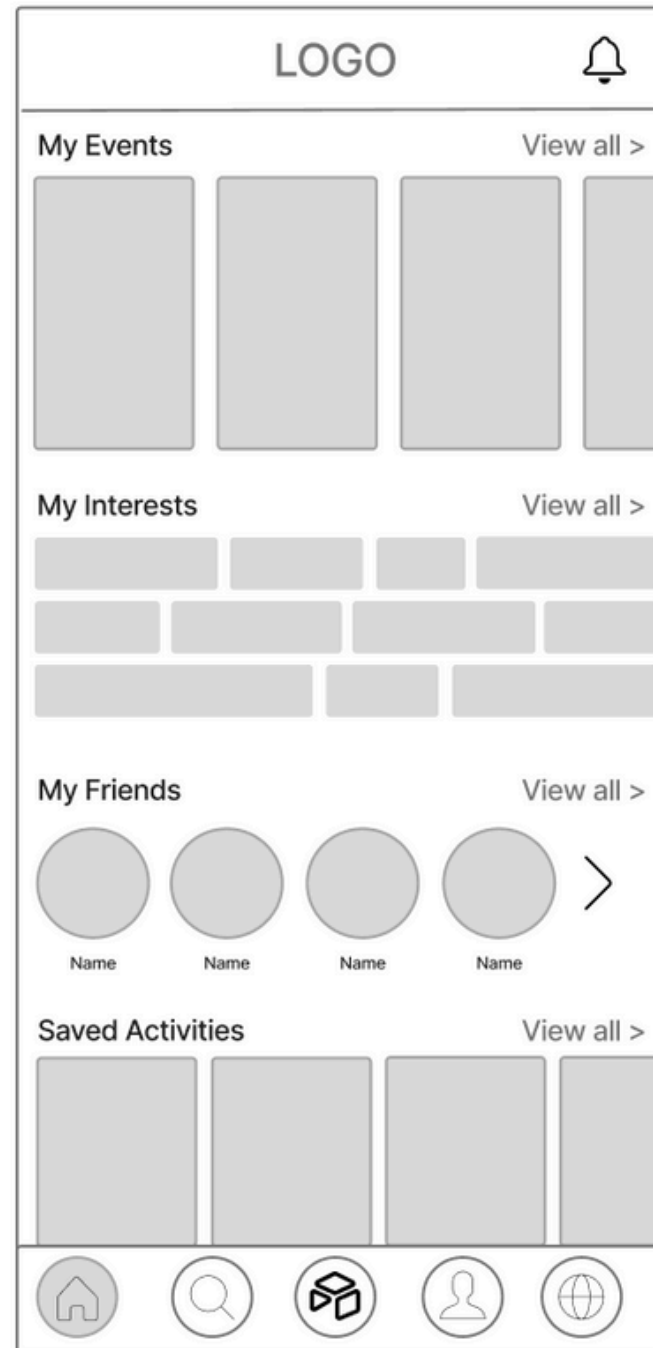 LOGO
My Events View all >
My Interests View all >
My Friends View all >
Name Name Name Name
Saved Activities View all >